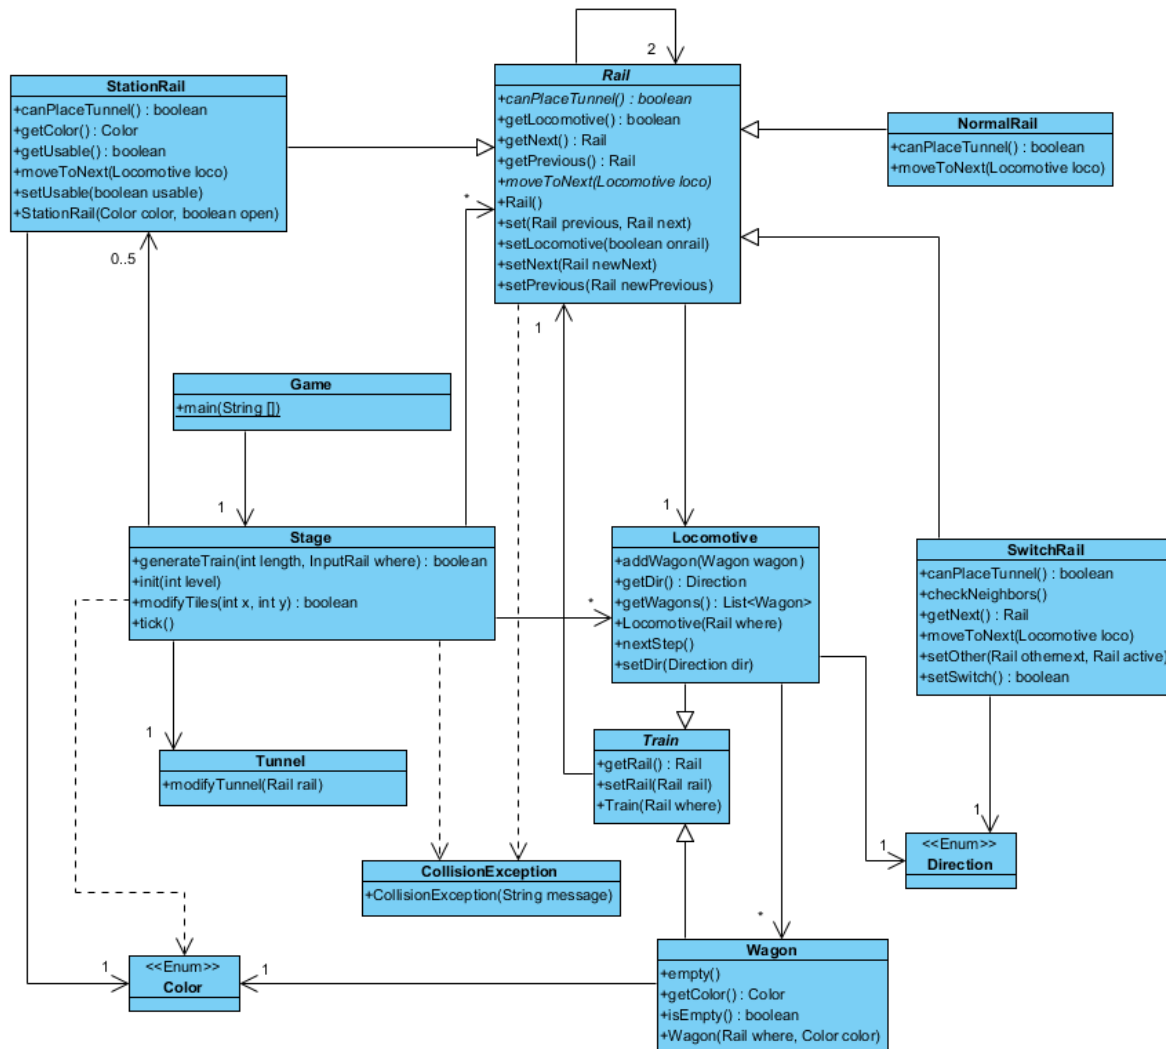 2
Rail
+canPlaceTunnel() : boolean
+getLocomotive() : boolean
+getNext() : Rail
+getPrevious() : Rail
+moveToNext(Locomotive loco)
+Rail()
+set(Rail previous, Rail next)
+setLocomotive(boolean onrail)
+setNext(Rail newNext)
+setPrevious(Rail newPrevious)
StationRail
+canPlaceTunnel() : boolean
+getColor() : Color
+getUsable() : boolean
+moveToNext(Locomotive loco)
+setUsable(boolean usable)
+StationRail(Color color, boolean open)
NormalRail
+canPlaceTunnel() : boolean
+moveToNext(Locomotive loco)
*
0..5
1
Game
+main(String [])
1
1
Stage
+generateTrain(int length, InputRail where) : boolean
+init(int level)
+modifyTiles(int x, int y) : boolean
+tick()
*
Locomotive
+addWagon(Wagon wagon)
+getDir() : Direction
+getWagons() : List<Wagon>
+Locomotive(Rail where)
+nextStep()
+setDir(Direction dir)
SwitchRail
+canPlaceTunnel() : boolean
+checkNeighbors()
+getNext() : Rail
+moveToNext(Locomotive loco)
+setOther(Rail othernext, Rail active)
+setSwitch() : boolean
1
Tunnel
+modifyTunnel(Rail rail)
Train
+getRail() : Rail
+setRail(Rail rail)
+Train(Rail where)
1
1
<<Enum>>
Direction
CollisionException
+CollisionException(String message)
*
1
<<Enum>>
Color
1
Wagon
+empty()
+getColor() : Color
+isEmpty() : boolean
+Wagon(Rail where, Color color)